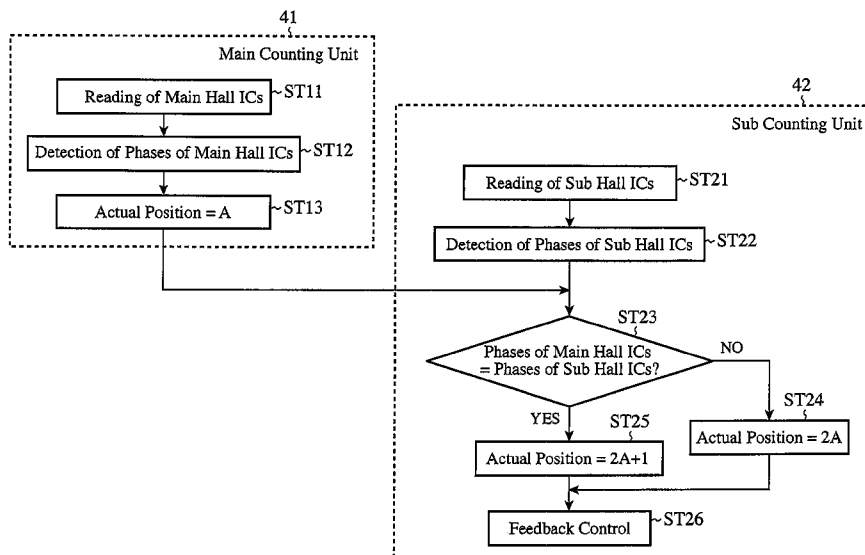 41
Main Counting Unit
Reading of Main Hall ICs
ST11
Detection of Phases of Main Hall ICs
ST12
Actual Position = A
ST13
42
Sub Counting Unit
Reading of Sub Hall ICs
ST21
Detection of Phases of Sub Hall ICs
ST22
ST23
Phases of Main Hall ICs
= Phases of Sub Hall ICs?
NO
YES
ST24
Actual Position = 2A
ST25
Actual Position = 2A+1
Feedback Control
ST26